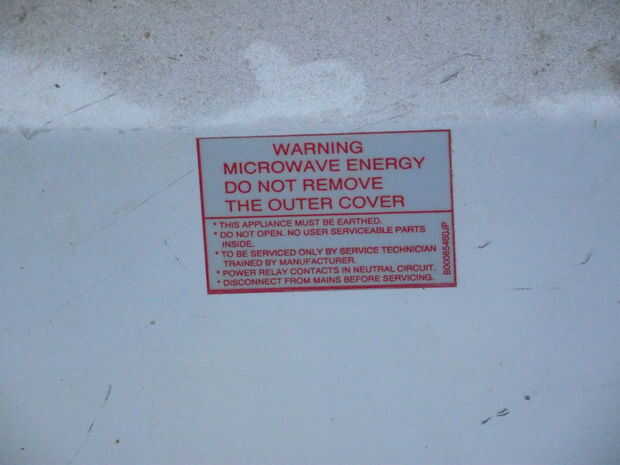 WARNING
MICROWAVE ENERGY
DO NOT REMOVE
THE OUTER COVER
* THIS APPLIANCE MUST BE EARTHED.
* DO NOT OPEN. NO USER SERVICEABLE PARTS
INSIDE.
* TO BE SERVICED ONLY BY SERVICE TECHNICIAN
TRAINED BY MANUFACTURER.
* POWER RELAY CONTACTS IN NEUTRAL CIRCUIT.
* DISCONNECT FROM MAINS BEFORE SERVICING.